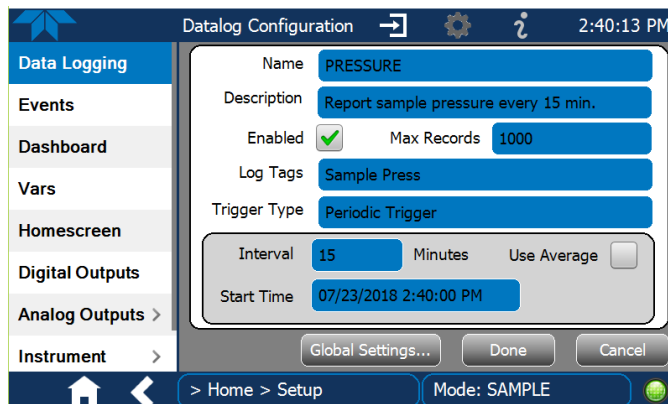 Datalog Configuration 2:40:13 PM
Data Logging
Events
Dashboard
Vars
Homescreen
Digital Outputs
Analog Outputs >
Instrument >
Name PRESSURE
Description Report sample pressure every 15 min.
Enabled Max Records 1000
Log Tags Sample Press
Trigger Type Periodic Trigger
Interval 15 Minutes Use Average
Start Time 07/23/2018 2:40:00 PM
Global Settings... Done Cancel
> Home > Setup Mode: SAMPLE